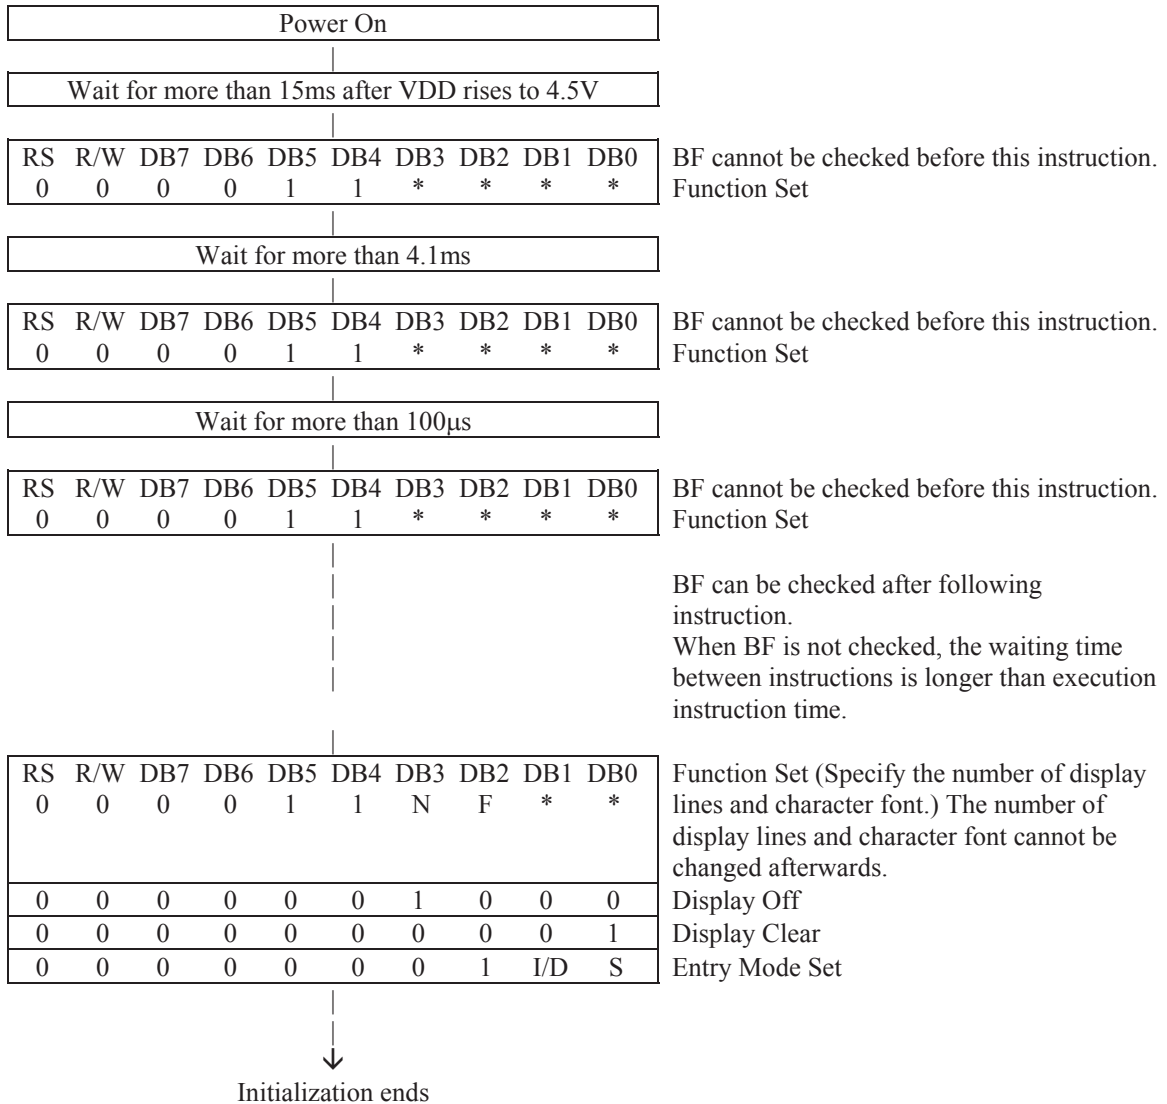 Power On
Wait for more than 15ms after VDD rises to 4.5V
RS R/W DB7 DB6 DB5 DB4 DB3 DB2 DB1 DB0 BF cannot be checked before this instruction.
0 0 0 0 1 1 * * * * Function Set
Wait for more than 4.1ms
RS R/W DB7 DB6 DB5 DB4 DB3 DB2 DB1 DB0 BF cannot be checked before this instruction.
0 0 0 0 1 1 * * * * Function Set
Wait for more than 100μs
RS R/W DB7 DB6 DB5 DB4 DB3 DB2 DB1 DB0 BF cannot be checked before this instruction.
0 0 0 0 1 1 * * * * Function Set
BF can be checked after following
instruction.
When BF is not checked, the waiting time
between instructions is longer than execution
instruction time.
RS R/W DB7 DB6 DB5 DB4 DB3 DB2 DB1 DB0 Function Set (Specify the number of display
0 0 0 0 1 1 N F * * lines and character font.) The number of
display lines and character font cannot be
changed afterwards.
0 0 0 0 0 0 1 0 0 0 Display Off
0 0 0 0 0 0 0 0 0 1 Display Clear
0 0 0 0 0 0 0 1 I/D S Entry Mode Set
Initialization ends